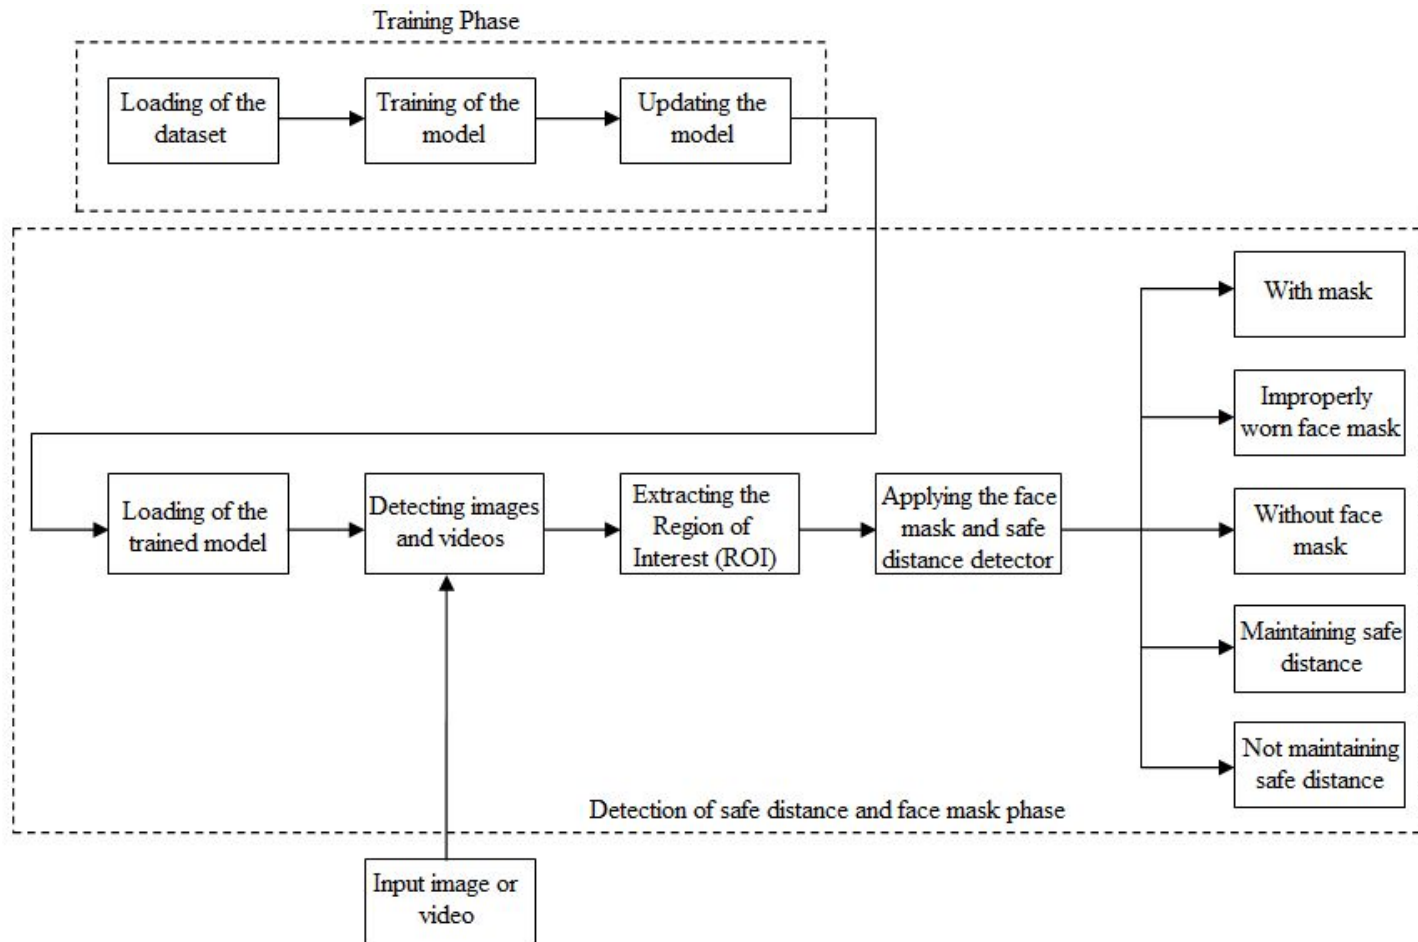 Training Phase
Loading of the
dataset
Training of the
model
Updating the
model
With mask
Improperly
worn face mask
Loading of the
trained model
Detecting images
and videos
Extracting the
Region of
Interest (ROI)
Applying the face
mask and safe
distance detector
Without face
mask
Maintaining safe
distance
Not maintaining
safe distance
Detection of safe distance and face mask phase
Input image or
video